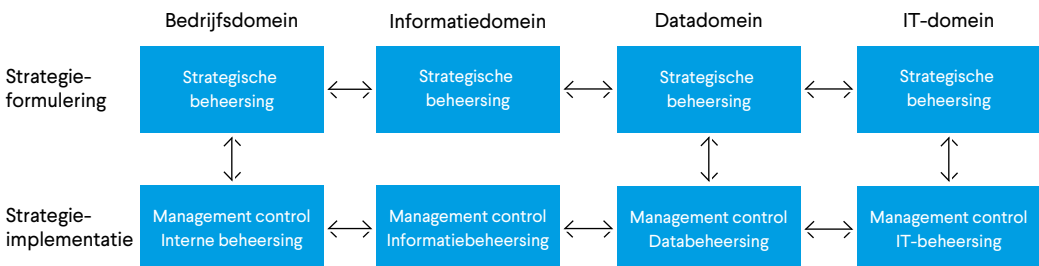 Bedrijfsdomein
Informatiedomein
Datadomein
IT-domein
Strategie-
formulering
Strategische
beheersing
Strategische
beheersing
Strategische
beheersing
Strategische
beheersing
Strategie-
implementatie
Management control
Interne beheersing
Management control
Informatiebeheersing
Management control
Databeheersing
Management control
IT-beheersing